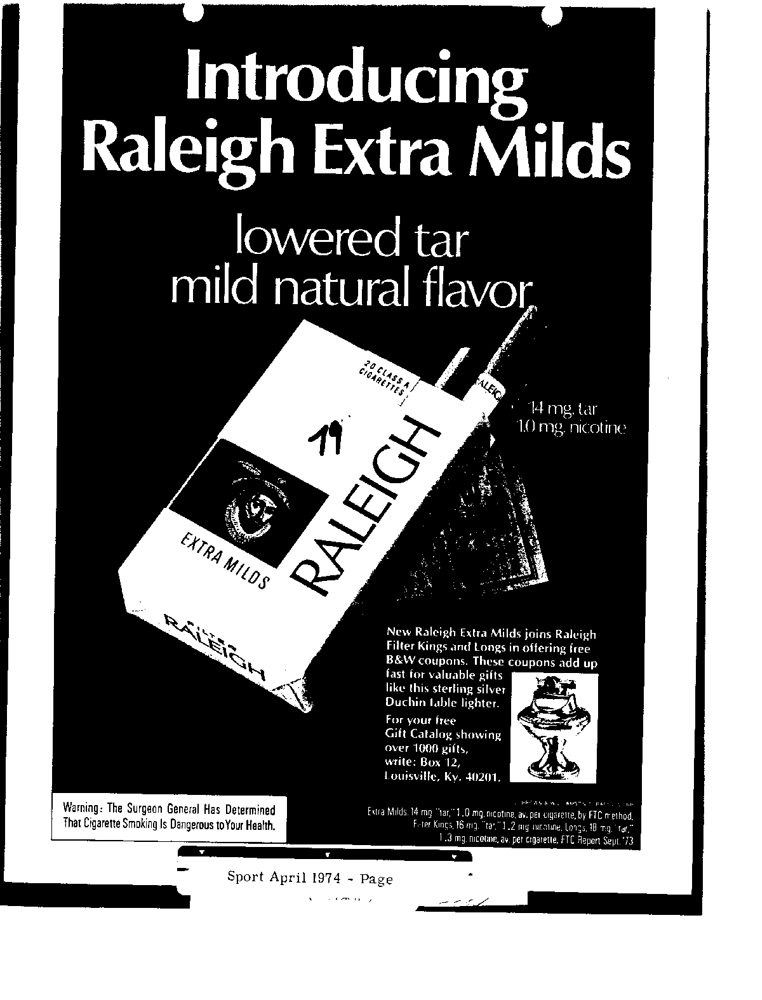 Introducing
Raleigh Extra Milds
lowered tar
mild natural flavor
20 CLASS A
CIGARETTES
ALEIG
14 mg. tar
1.0 mg. nicotine
19
RALEIGH
EXTRA MILDS
FILTER
RALEIGH
New Raleigh Extra Milds joins Raleigh
Filter Kings and Longs in offering free
B&W coupons. These coupons add up
fast for valuable gifts
like this sterling silver
Duchin table lighter.
For your free
Gift Catalog showing
over 1000 gifts,
write: Box 12,
Louisville, Ky. 40201.
Warning: The Surgeon General Has Determined
That Cigarette Smoking Is Dangerous to Your Health.
Extra Milds, 14 mg. "tar," 1.0 mg. nicotine, av. per cigarette, by FTC method.
Filter Kings, 16 mg. "tar," 1.2 mg. nicotine, Longs, 18 mg. "tar,"
1.3 mg. nicotine, av. per cigarette, FTC Report Sept. '73
Sport April 1974 - Page